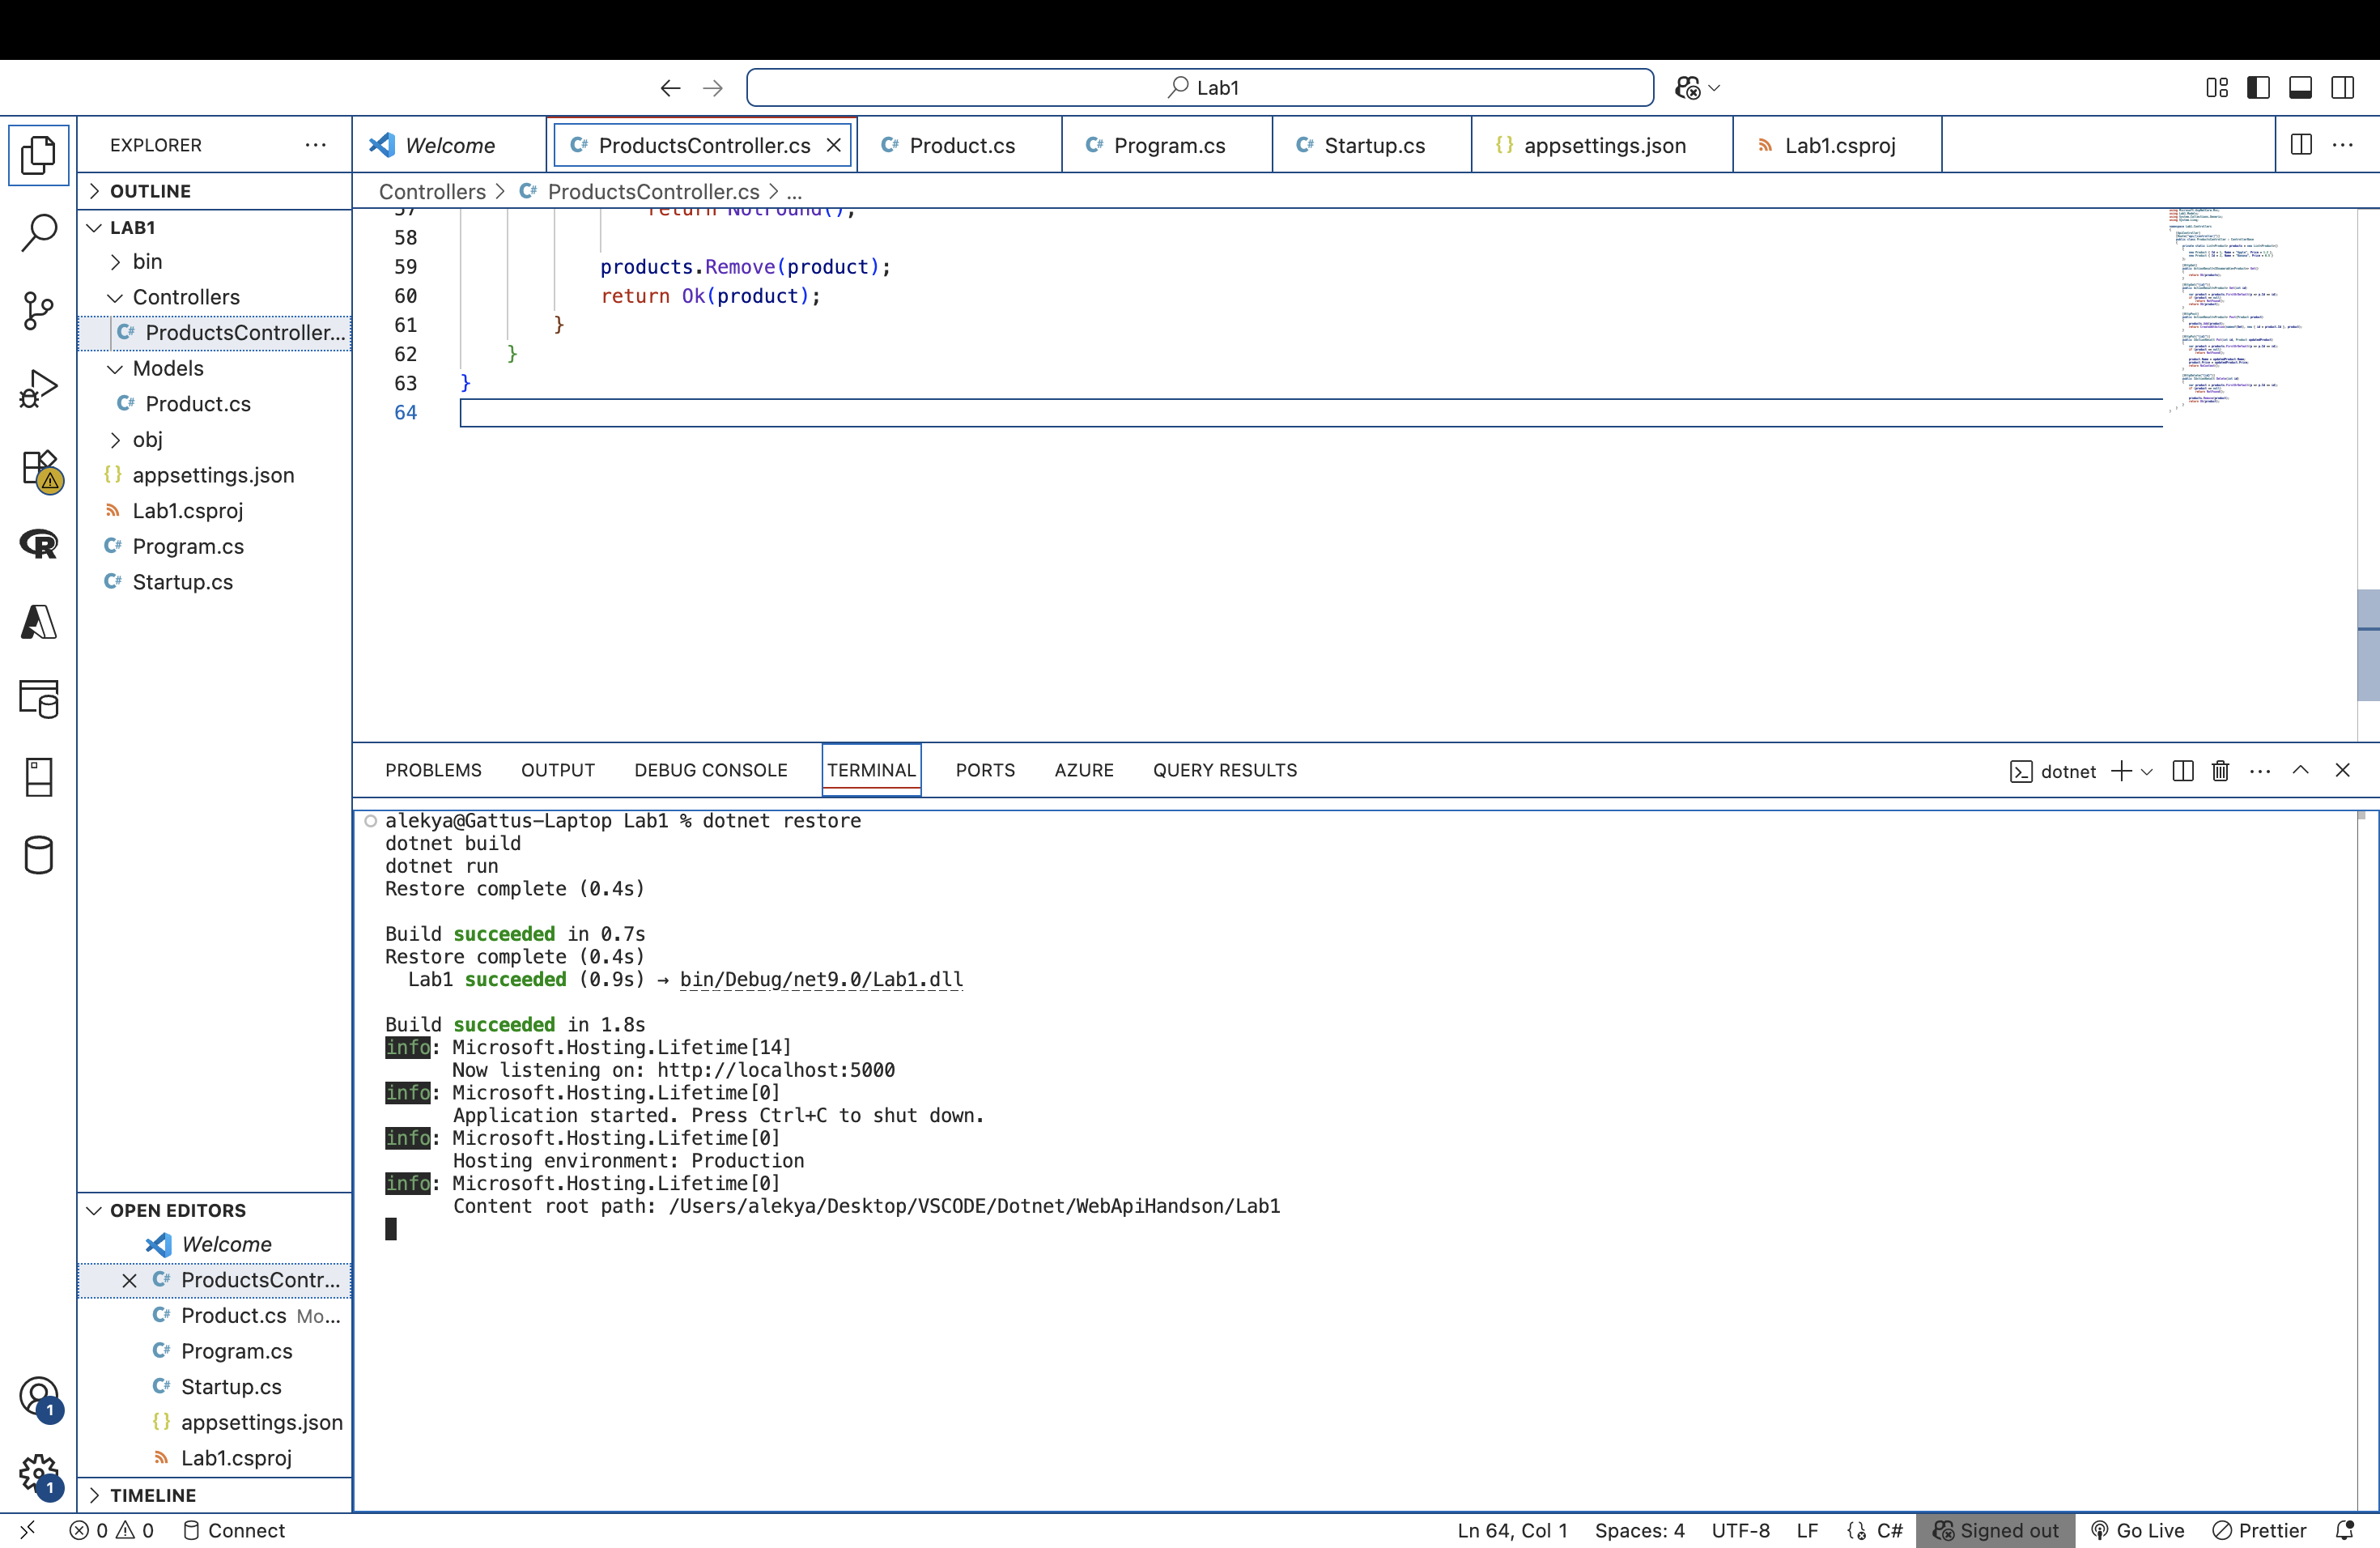 Lab1
EXPLORER
OUTLINE
LAB1
bin
Controllers
ProductsController...
Models
Product.cs
obj
appsettings.json
Lab1.csproj
Program.cs
Startup.cs
OPEN EDITORS
Welcome
ProductsContr...
Product.cs Mo...
Program.cs
Startup.cs
appsettings.json
Lab1.csproj
TIMELINE
1
1
Welcome
ProductsController.cs
Product.cs
Program.cs
Startup.cs
appsettings.json
Lab1.csproj
Controllers > ProductsController.cs > ...
57 return NotFound();
58
59 products.Remove(product);
60 return Ok(product);
61 }
62 }
63 }
64
PROBLEMS OUTPUT DEBUG CONSOLE TERMINAL PORTS AZURE QUERY RESULTS
dotnet
alekya@Gattus-Laptop Lab1 % dotnet restore
dotnet build
dotnet run
Restore complete (0.4s)
Build succeeded in 0.7s
Restore complete (0.4s)
Lab1 succeeded (0.9s) → bin/Debug/net9.0/Lab1.dll
Build succeeded in 1.8s
info: Microsoft.Hosting.Lifetime[14]
Now listening on: http://localhost:5000
info: Microsoft.Hosting.Lifetime[0]
Application started. Press Ctrl+C to shut down.
info: Microsoft.Hosting.Lifetime[0]
Hosting environment: Production
info: Microsoft.Hosting.Lifetime[0]
Content root path: /Users/alekya/Desktop/VSCODE/Dotnet/WebApiHandson/Lab1
0 0 Connect
Ln 64, Col 1 Spaces: 4 UTF-8 LF C# Signed out Go Live Prettier